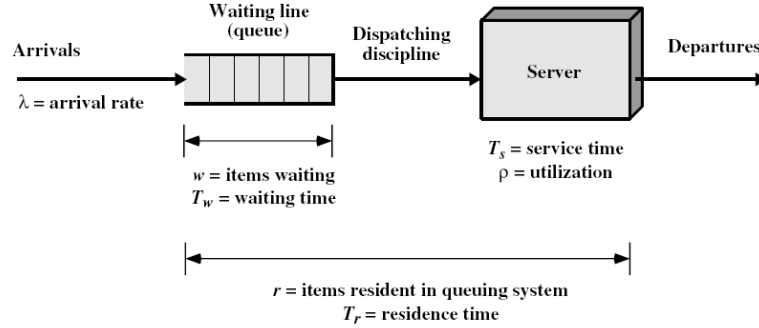 Waiting line
(queue)
Dispatching
discipline
Arrivals
Departures
Server
λ = arrival rate
w = items waiting
T_w = waiting time
T_s = service time
ρ = utilization
r = items resident in queuing system
T_r = residence time